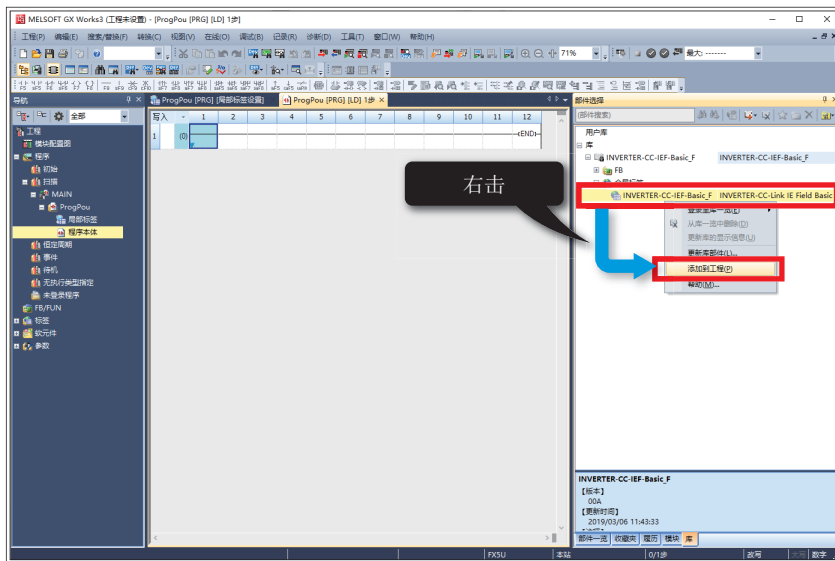 MELSOFT GX Works3 (工程未设置) - [ProgPou [PRG] [LD] 1步]
工程(P) 编辑(E) 搜索/替换(F) 转换(C) 视图(V) 在线(O) 调试(B) 记录(R) 诊断(D) 工具(T) 窗口(W) 帮助(H)
71%
最大: -------
导航
全部
工程
模块配置图
程序
初始
扫描
MAIN
ProgPou
局部标签
程序本体
恒定周期
事件
待机
无执行类型指定
未登录程序
FB/FUN
标签
软元件
参数
ProgPou [PRG] [局部标签设置]
ProgPou [PRG] [LD] 1步
写入 1 2 3 4 5 6 7 8 9 10 11 12
1 (0) END
右击
部件选择
(部件搜索)
用户库
库
INVERTER-CC-IEF-Basic_F INVERTER-CC-IEF-Basic_F
FB
INVERTER-CC-IEF-Basic_F INVERTER-CC-Link IE Field Basic
登录至库一览(E)
从库一览中删除(D)
更新库的显示信息(U)
更新库部件(L)...
添加到工程(P)
帮助(M)...
INVERTER-CC-IEF-Basic_F
【版本】
00A
【更新时间】
2019/03/06 11:43:33
部件一览 收藏夹 履历 模块 库
FX5U 本站 0/1步 改写 大写 数字